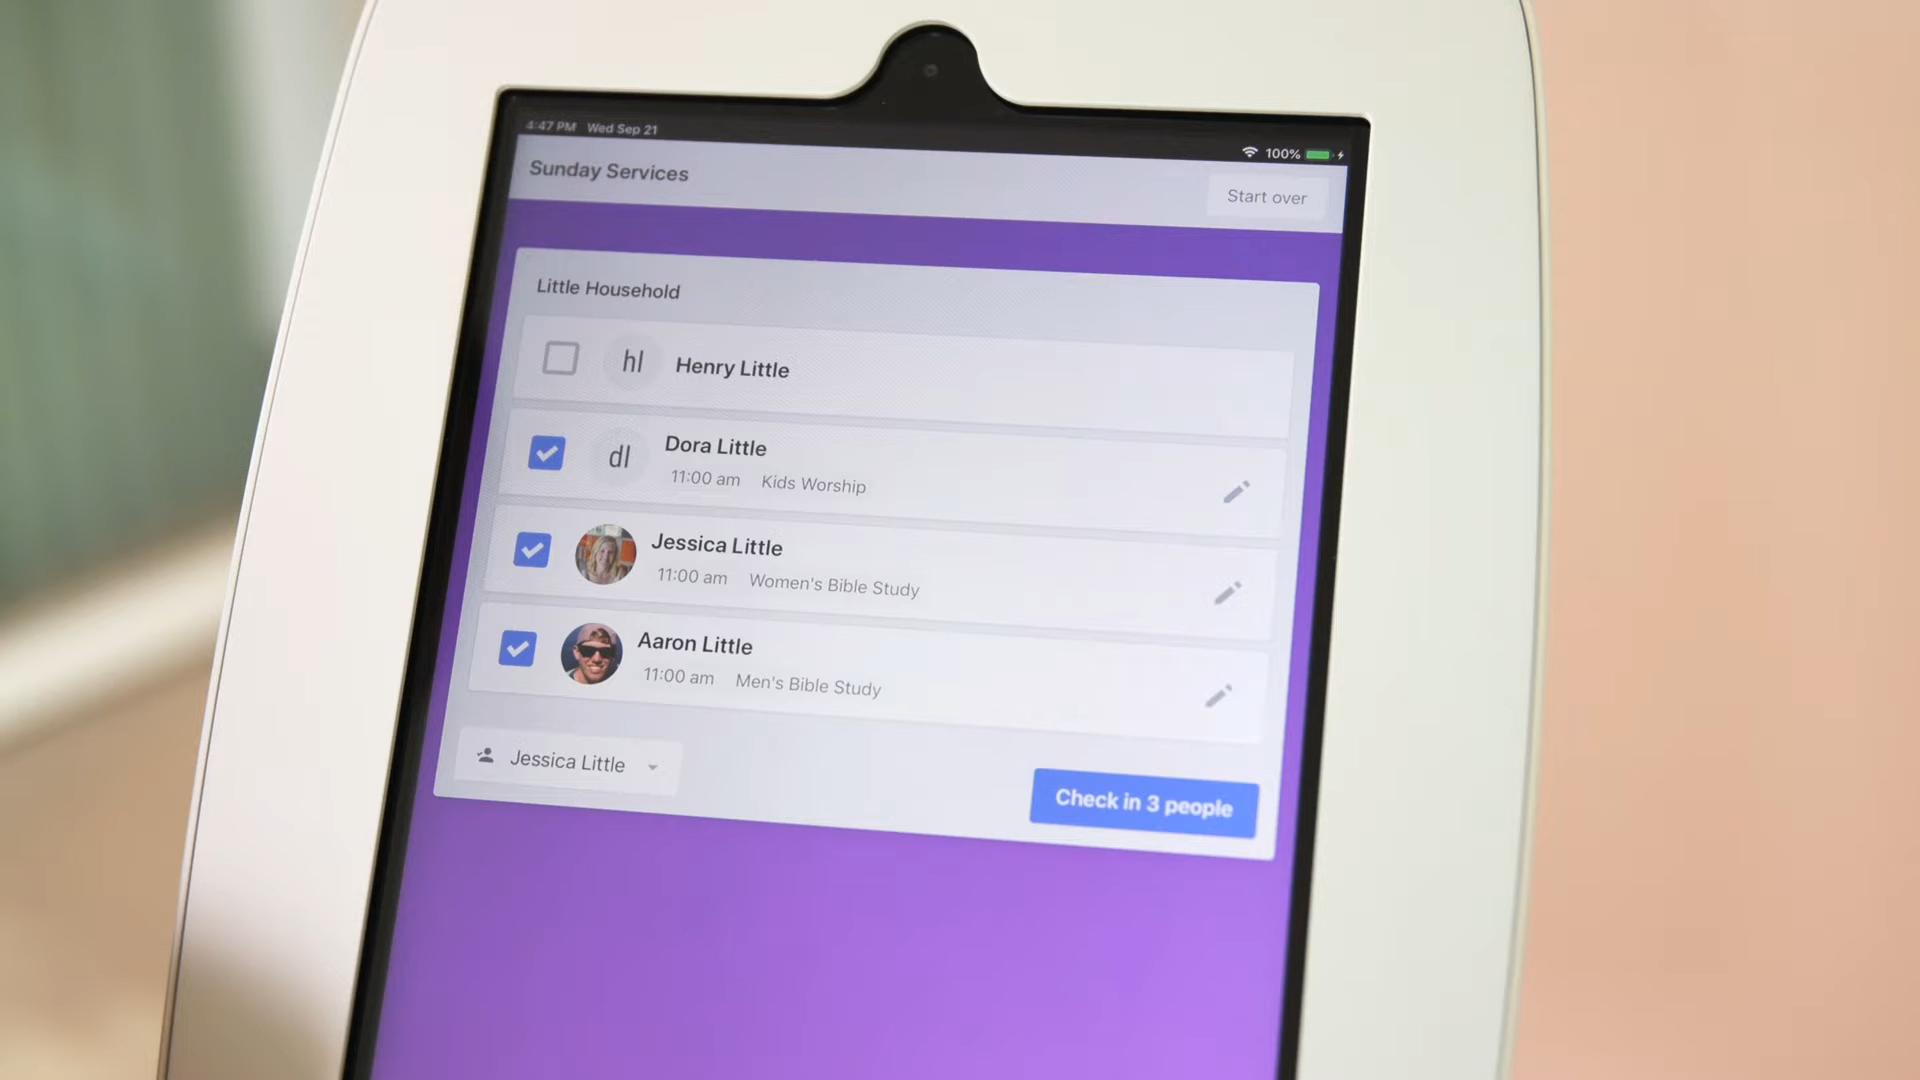 4:47 PM Wed Sep 21
100%
Sunday Services
Start over
Little Household
hl Henry Little
dl Dora Little
11:00 am Kids Worship
Jessica Little
11:00 am Women's Bible Study
Aaron Little
11:00 am Men's Bible Study
Jessica Little
Check in 3 people